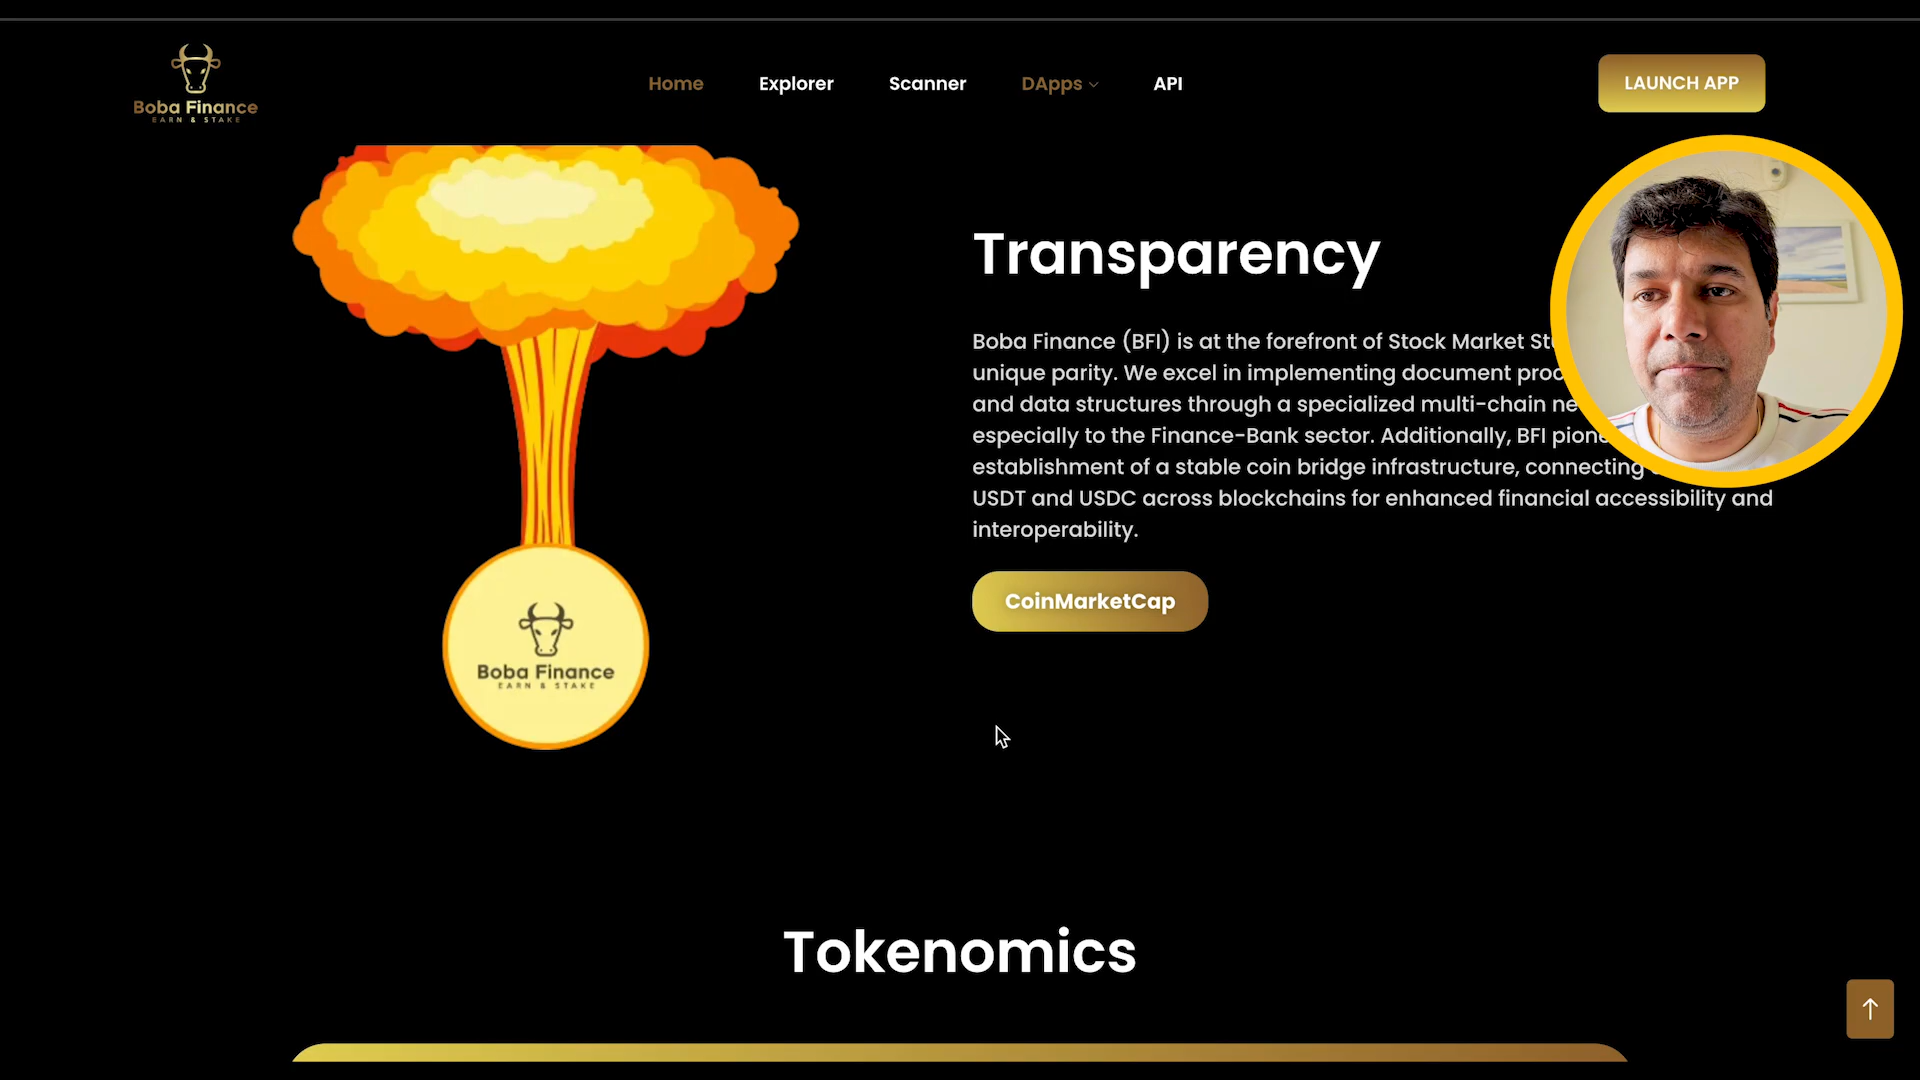 Boba Finance
EARN & STAKE
Home
Explorer
Scanner
DApps
API
LAUNCH APP
Transparency
Boba Finance (BFI) is at the forefront of Stock Market
unique parity. We excel in implementing document
and data structures through a specialized multi-chain
especially to the Finance-Bank sector. Additionally, BFI
establishment of a stable coin bridge infrastructure, connecting
USDT and USDC across blockchains for enhanced financial accessibility and
interoperability.
CoinMarketCap
Boba Finance
EARN & STAKE
Tokenomics